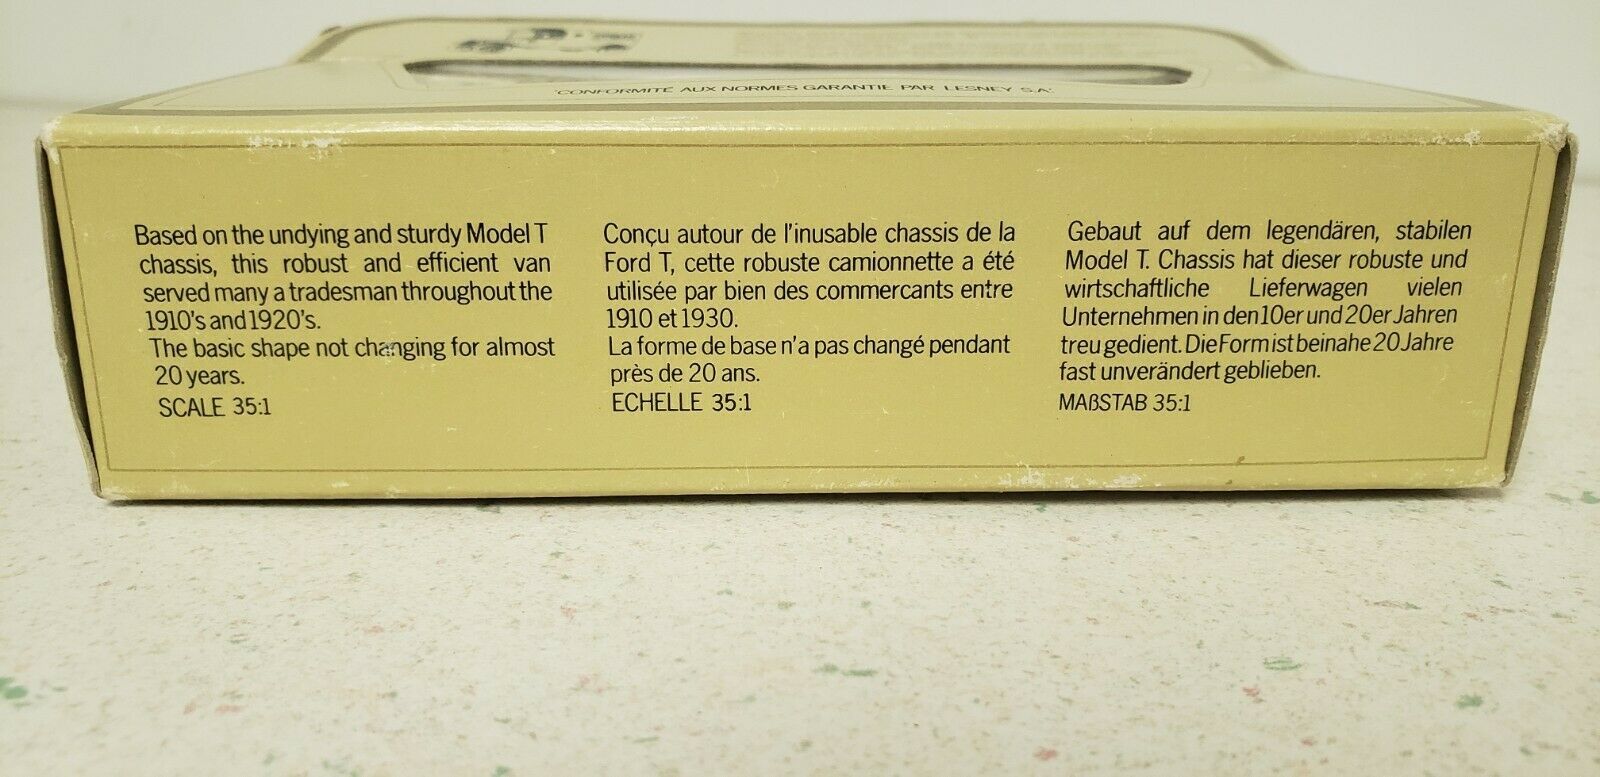 'CONFORMITÉ AUX NORMES GARANTIE PAR LESNEY S.A'.
Based on the undying and sturdy Model T
chassis, this robust and efficient van
served many a tradesman throughout the
1910's and 1920's.
The basic shape not changing for almost
20 years.
SCALE 35:1
Conçu autour de l'inusable chassis de la
Ford T, cette robuste camionnette a été
utilisée par bien des commercants entre
1910 et 1930.
La forme de base n'a pas changé pendant
près de 20 ans.
ECHELLE 35:1
Gebaut auf dem legendären, stabilen
Model T. Chassis hat dieser robuste und
wirtschaftliche Lieferwagen vielen
Unternehmen in den 10er und 20er Jahren
treu gedient. Die Form ist beinahe 20 Jahre
fast unverändert geblieben.
MAßSTAB 35:1